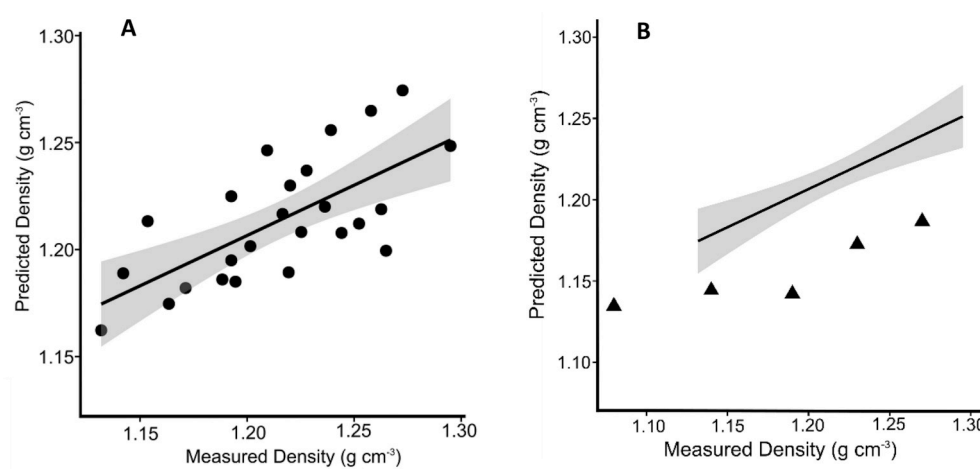 A
1.30
1.25
1.20
1.15
Predicted Density (g cm⁻³)
1.15 1.20 1.25 1.30
Measured Density (g cm⁻³)
B
1.30
1.25
1.20
1.15
1.10
Predicted Density (g cm⁻³)
1.10 1.15 1.20 1.25 1.30
Measured Density (g cm⁻³)